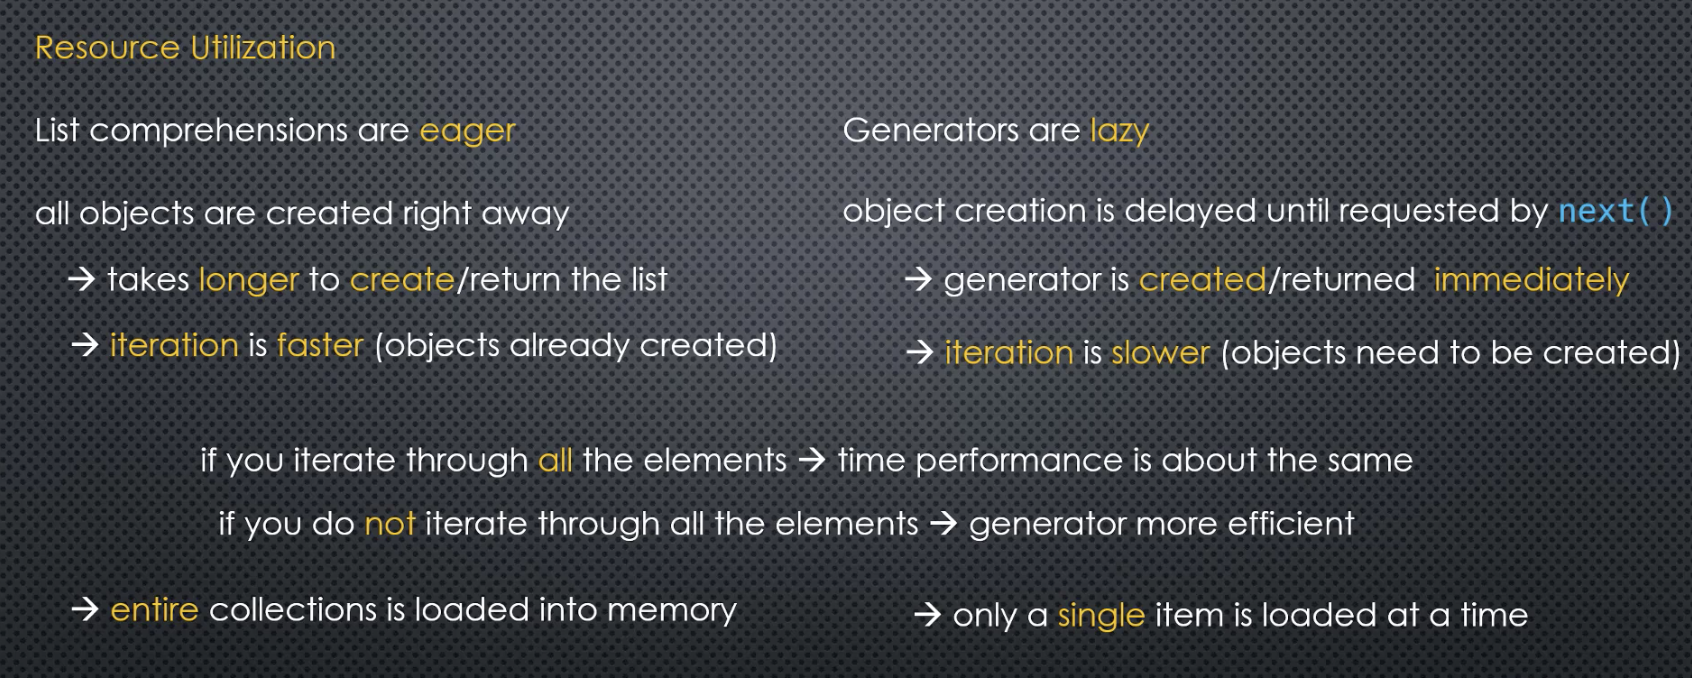 Resource Utilization
List comprehensions are eager
all objects are created right away
→ takes longer to create/return the list
→ iteration is faster (objects already created)
Generators are lazy
object creation is delayed until requested by next()
→ generator is created/returned immediately
→ iteration is slower (objects need to be created)
if you iterate through all the elements → time performance is about the same
if you do not iterate through all the elements → generator more efficient
→ entire collections is loaded into memory
→ only a single item is loaded at a time